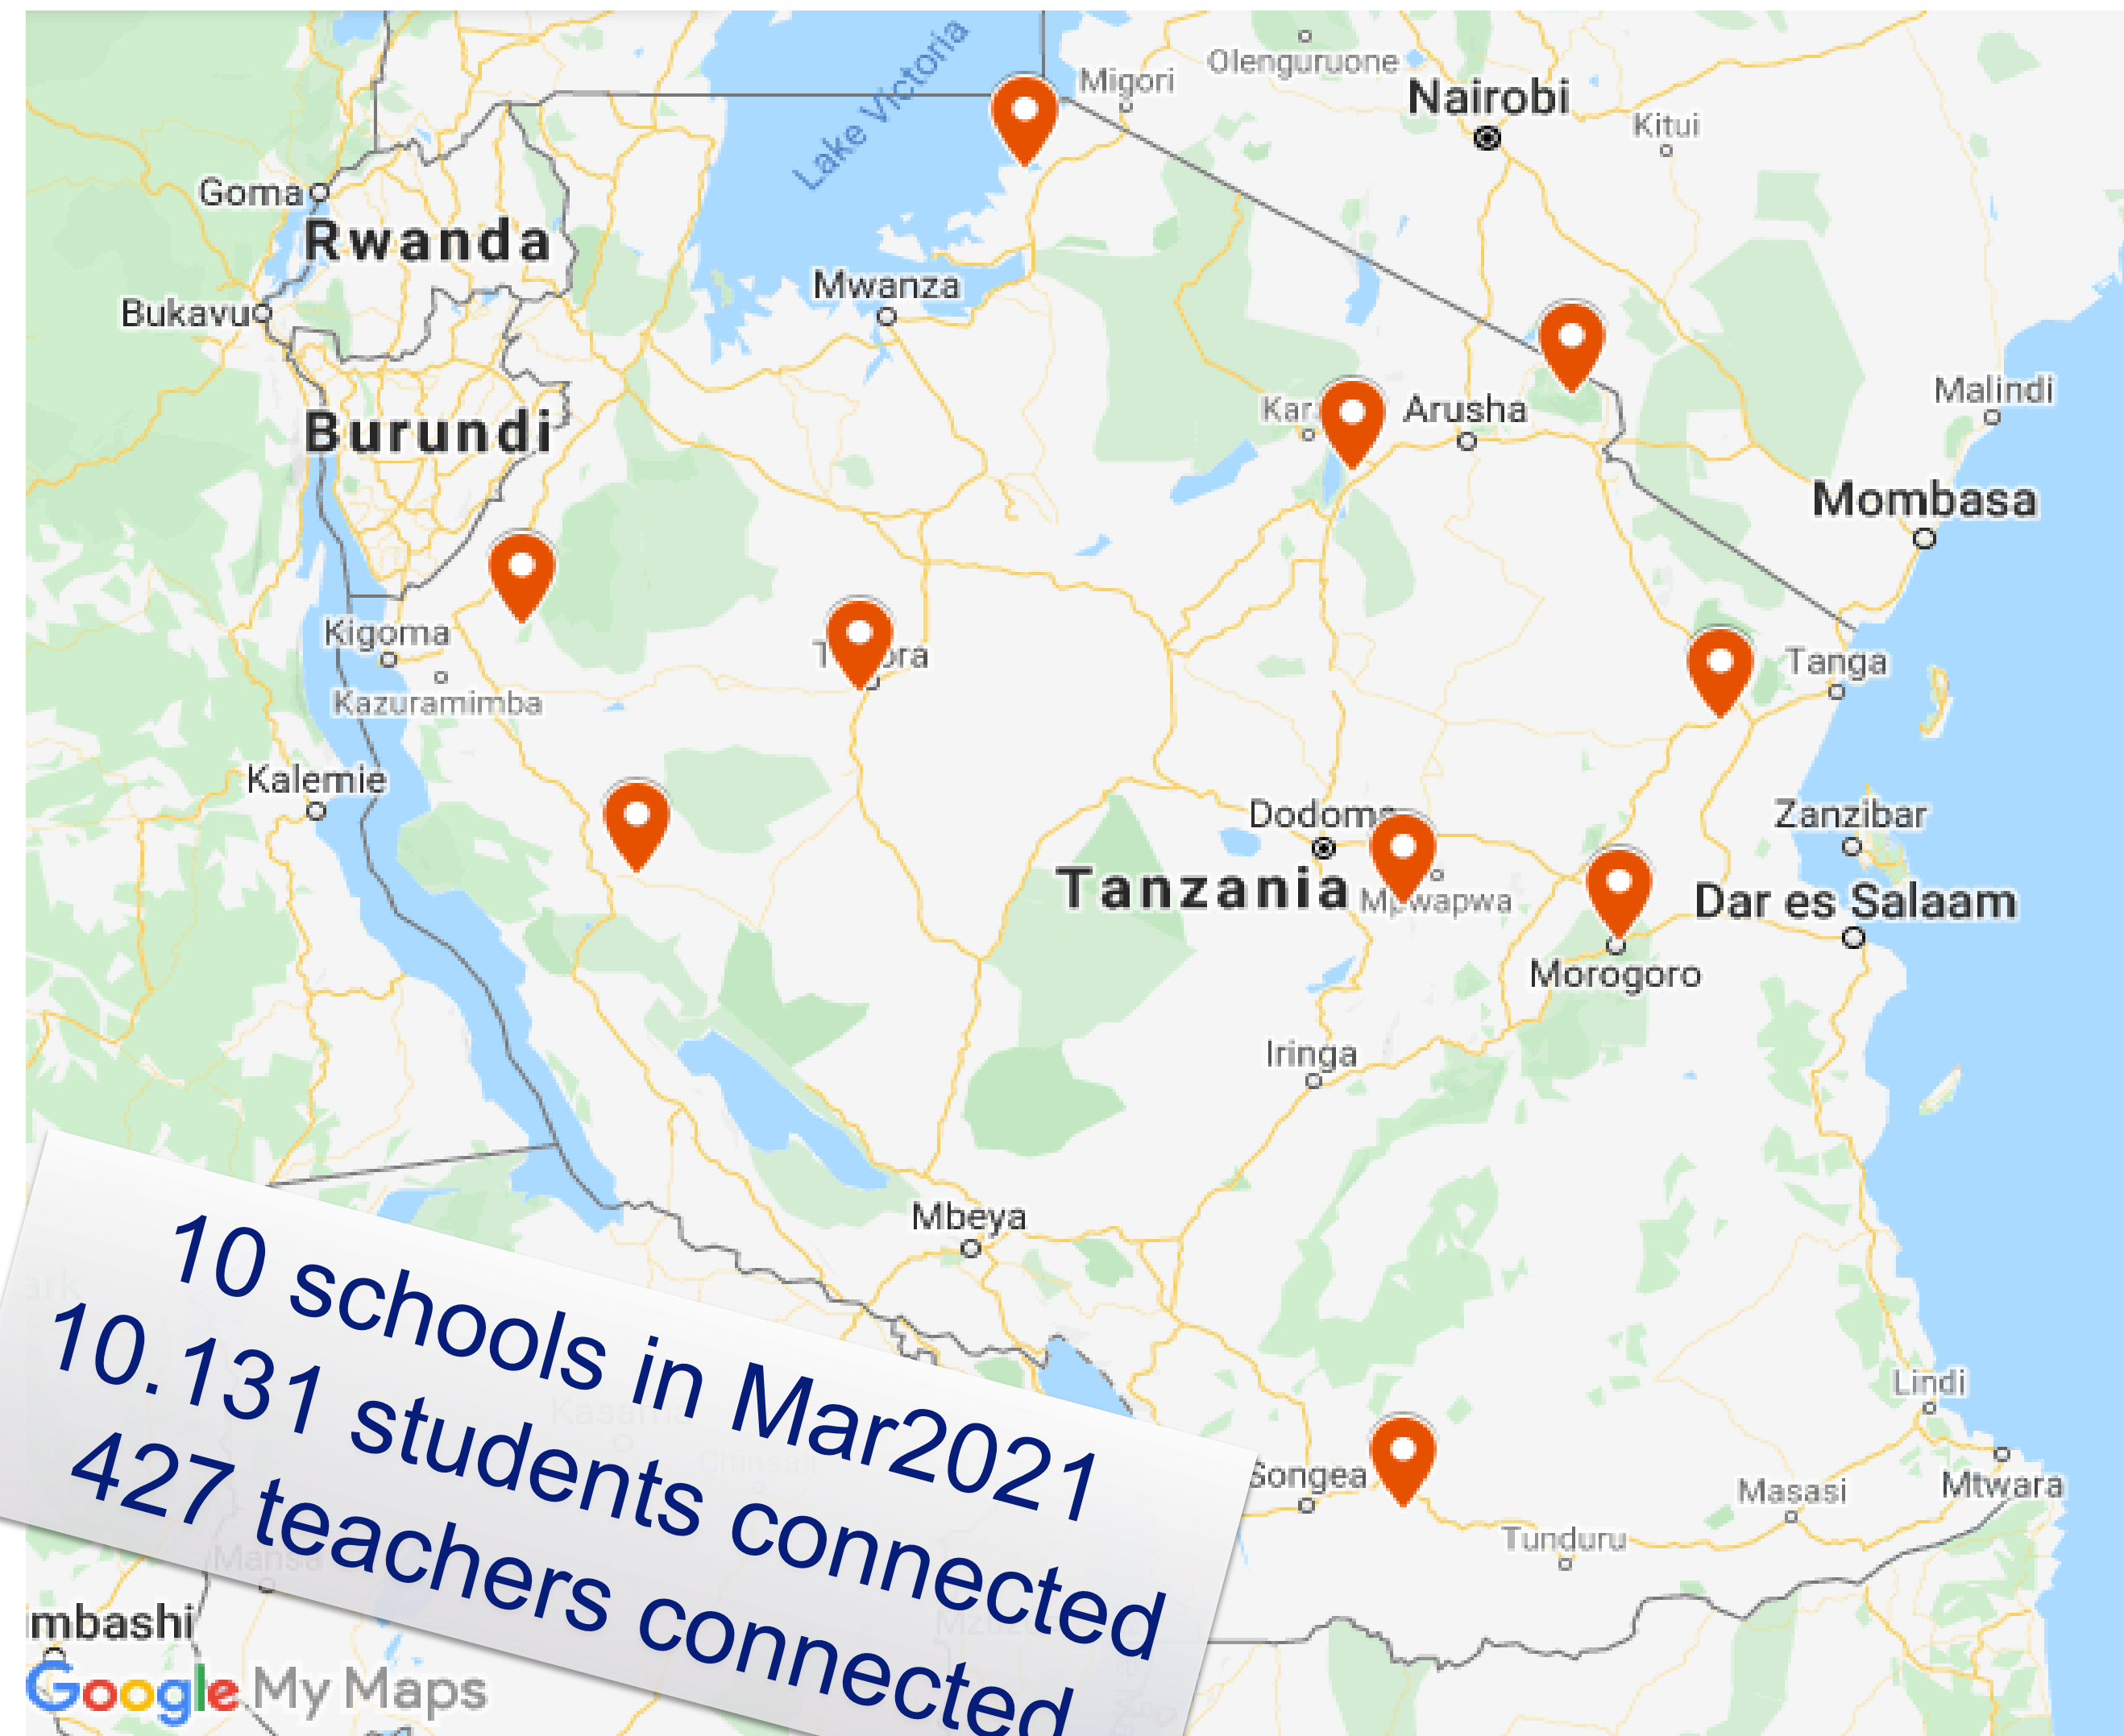 Lake Victoria
Migori
Olenguruone
Nairobi
Kitui
Goma
Rwanda
Mwanza
Bukavu
Malindi
Arusha
Burundi
Mombasa
Kigoma
Tanga
Kazuramimba
Kalemie
Dodoma
Zanzibar
Tanzania
Dar es Salaam
Morogoro
Iringa
Mbeya
10 schools in Mar2021
10.131 students connected
427 teachers connected
Lindi
Songea
Masasi
Mtwara
Tunduru
Mansa
mbashi
Google My Maps